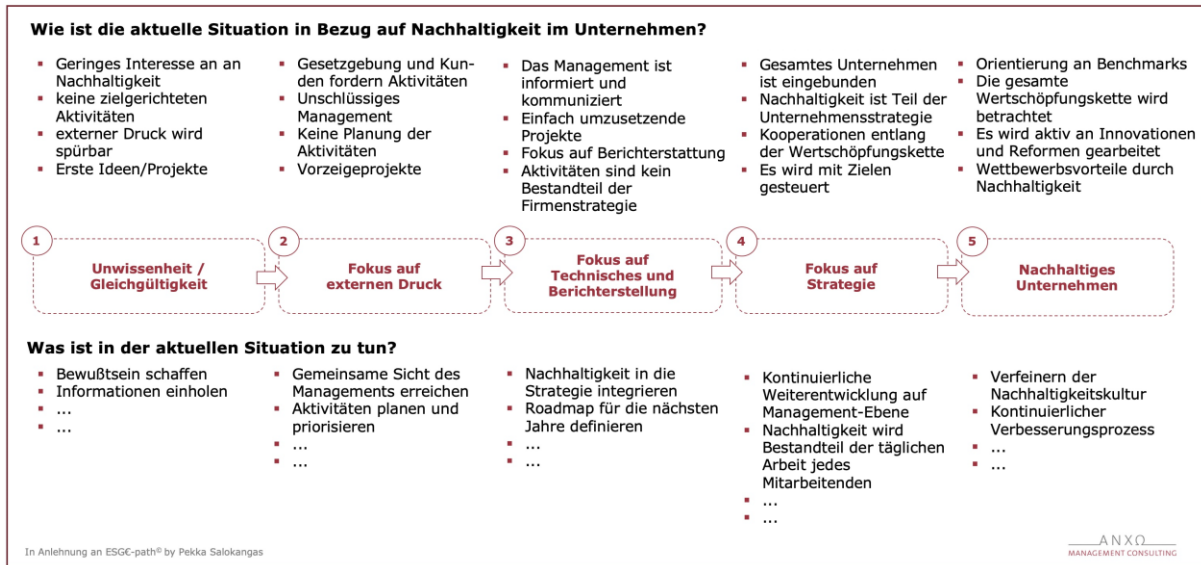 Wie ist die aktuelle Situation in Bezug auf Nachhaltigkeit im Unternehmen?
▪ Geringes Interesse an an
Nachhaltigkeit
▪ keine zielgerichteten
Aktivitäten
▪ externer Druck wird
spürbar
▪ Erste Ideen/Projekte
▪ Gesetzgebung und Kun-
den fordern Aktivitäten
▪ Unschlüssiges
Management
▪ Keine Planung der
Aktivitäten
▪ Vorzeigeprojekte
▪ Das Management ist
informiert und
kommuniziert
▪ Einfach umzusetzende
Projekte
▪ Fokus auf Berichterstattung
▪ Aktivitäten sind kein
Bestandteil der
Firmenstrategie
▪ Gesamtes Unternehmen
ist eingebunden
▪ Nachhaltigkeit ist Teil der
Unternehmensstrategie
▪ Kooperationen entlang
der Wertschöpfungskette
▪ Es wird mit Zielen
gesteuert
▪ Orientierung an Benchmarks
▪ Die gesamte
Wertschöpfungskette wird
betrachtet
▪ Es wird aktiv an Innovationen
und Reformen gearbeitet
▪ Wettbewerbsvorteile durch
Nachhaltigkeit
1
Unwissenheit /
Gleichgültigkeit
2
Fokus auf
externen Druck
3
Fokus auf
Technisches und
Berichterstellung
4
Fokus auf
Strategie
5
Nachhaltiges
Unternehmen
Was ist in der aktuellen Situation zu tun?
▪ Bewußtsein schaffen
▪ Informationen einholen
▪ ...
▪ ...
▪ Gemeinsame Sicht des
Managements erreichen
▪ Aktivitäten planen und
priorisieren
▪ ...
▪ ...
▪ Nachhaltigkeit in die
Strategie integrieren
▪ Roadmap für die nächsten
Jahre definieren
▪ ...
▪ ...
▪ Kontinuierliche
Weiterentwicklung auf
Management-Ebene
▪ Nachhaltigkeit wird
Bestandteil der täglichen
Arbeit jedes
Mitarbeitenden
▪ ...
▪ ...
▪ Verfeinern der
Nachhaltigkeitskultur
▪ Kontinuierlicher
Verbesserungsprozess
▪ ...
▪ ...
In Anlehnung an ESG€-path© by Pekka Salokangas
ANXΩ
MANAGEMENT CONSULTING